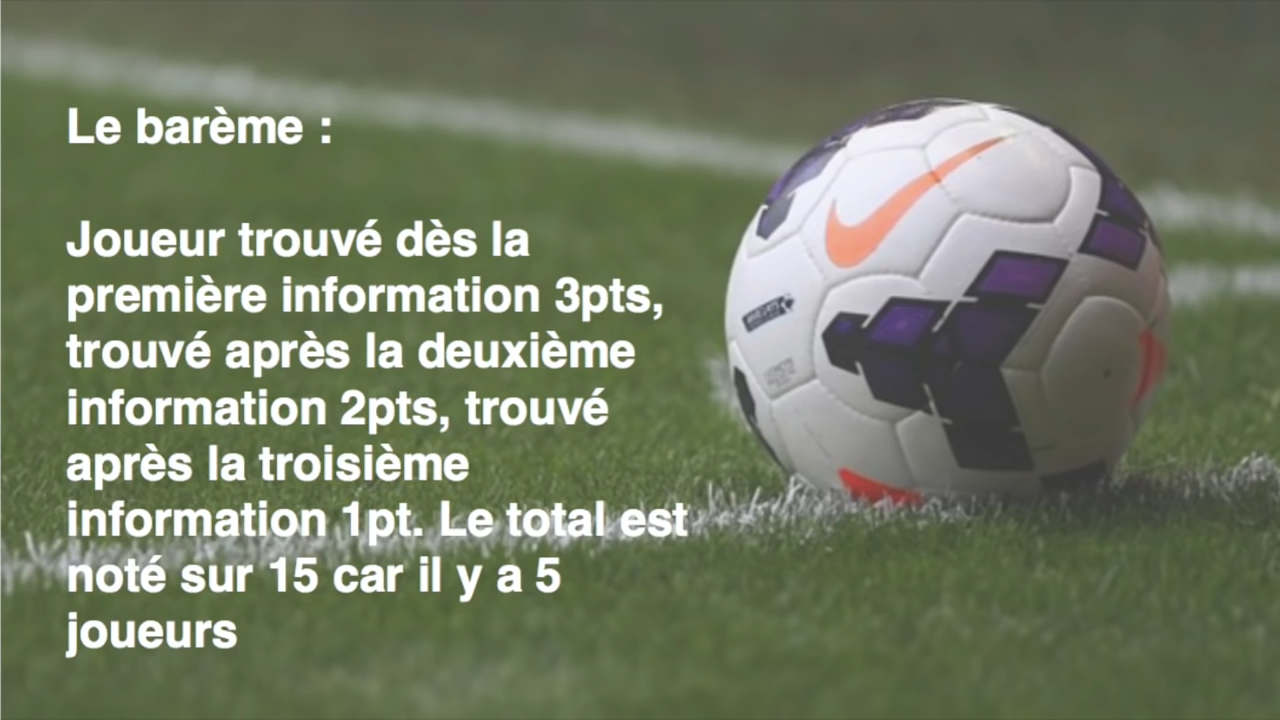 Le barème :
Joueur trouvé dès la
première information 3pts,
trouvé après la deuxième
information 2pts, trouvé
après la troisième
information 1pt. Le total est
noté sur 15 car il y a 5
joueurs